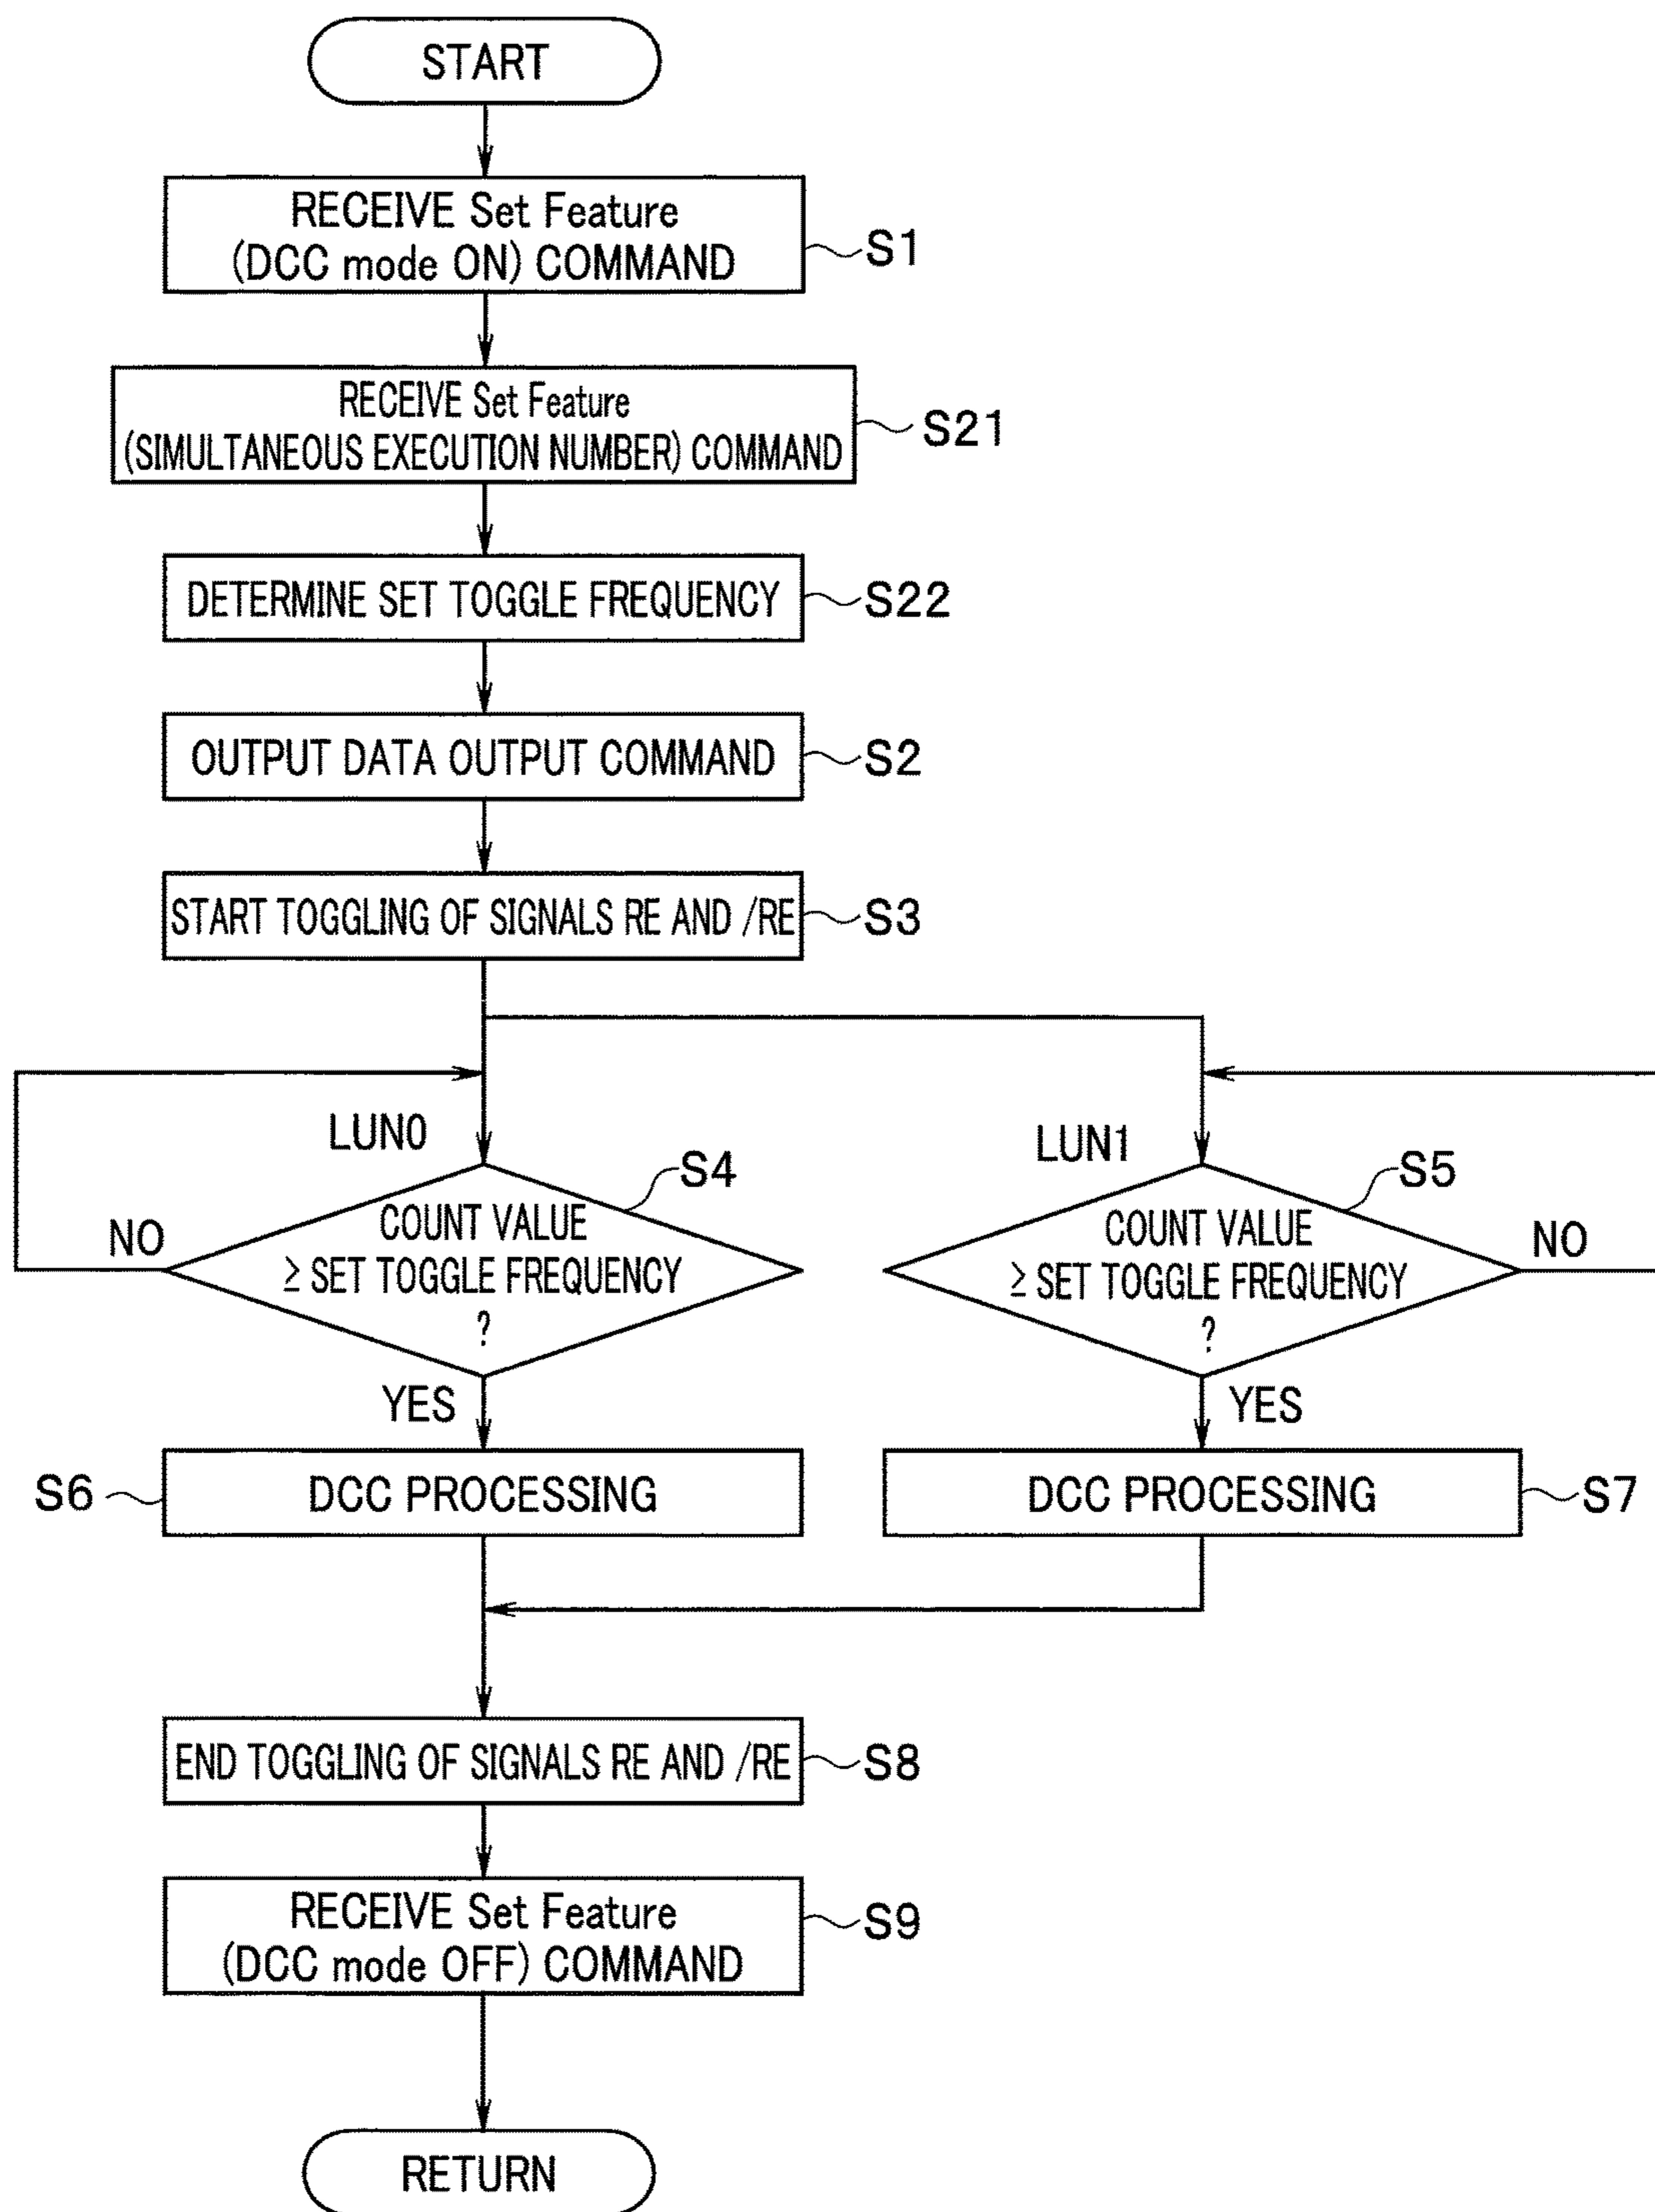 START
RECEIVE Set Feature
(DCC mode ON) COMMAND
S1
RECEIVE Set Feature
(SIMULTANEOUS EXECUTION NUMBER) COMMAND
S21
DETERMINE SET TOGGLE FREQUENCY
S22
OUTPUT DATA OUTPUT COMMAND
S2
START TOGGLING OF SIGNALS RE AND /RE
S3
LUN0
LUN1
S4
COUNT VALUE
≥ SET TOGGLE FREQUENCY
?
NO
YES
S5
COUNT VALUE
≥ SET TOGGLE FREQUENCY
?
NO
YES
S6
DCC PROCESSING
DCC PROCESSING
S7
END TOGGLING OF SIGNALS RE AND /RE
S8
RECEIVE Set Feature
(DCC mode OFF) COMMAND
S9
RETURN